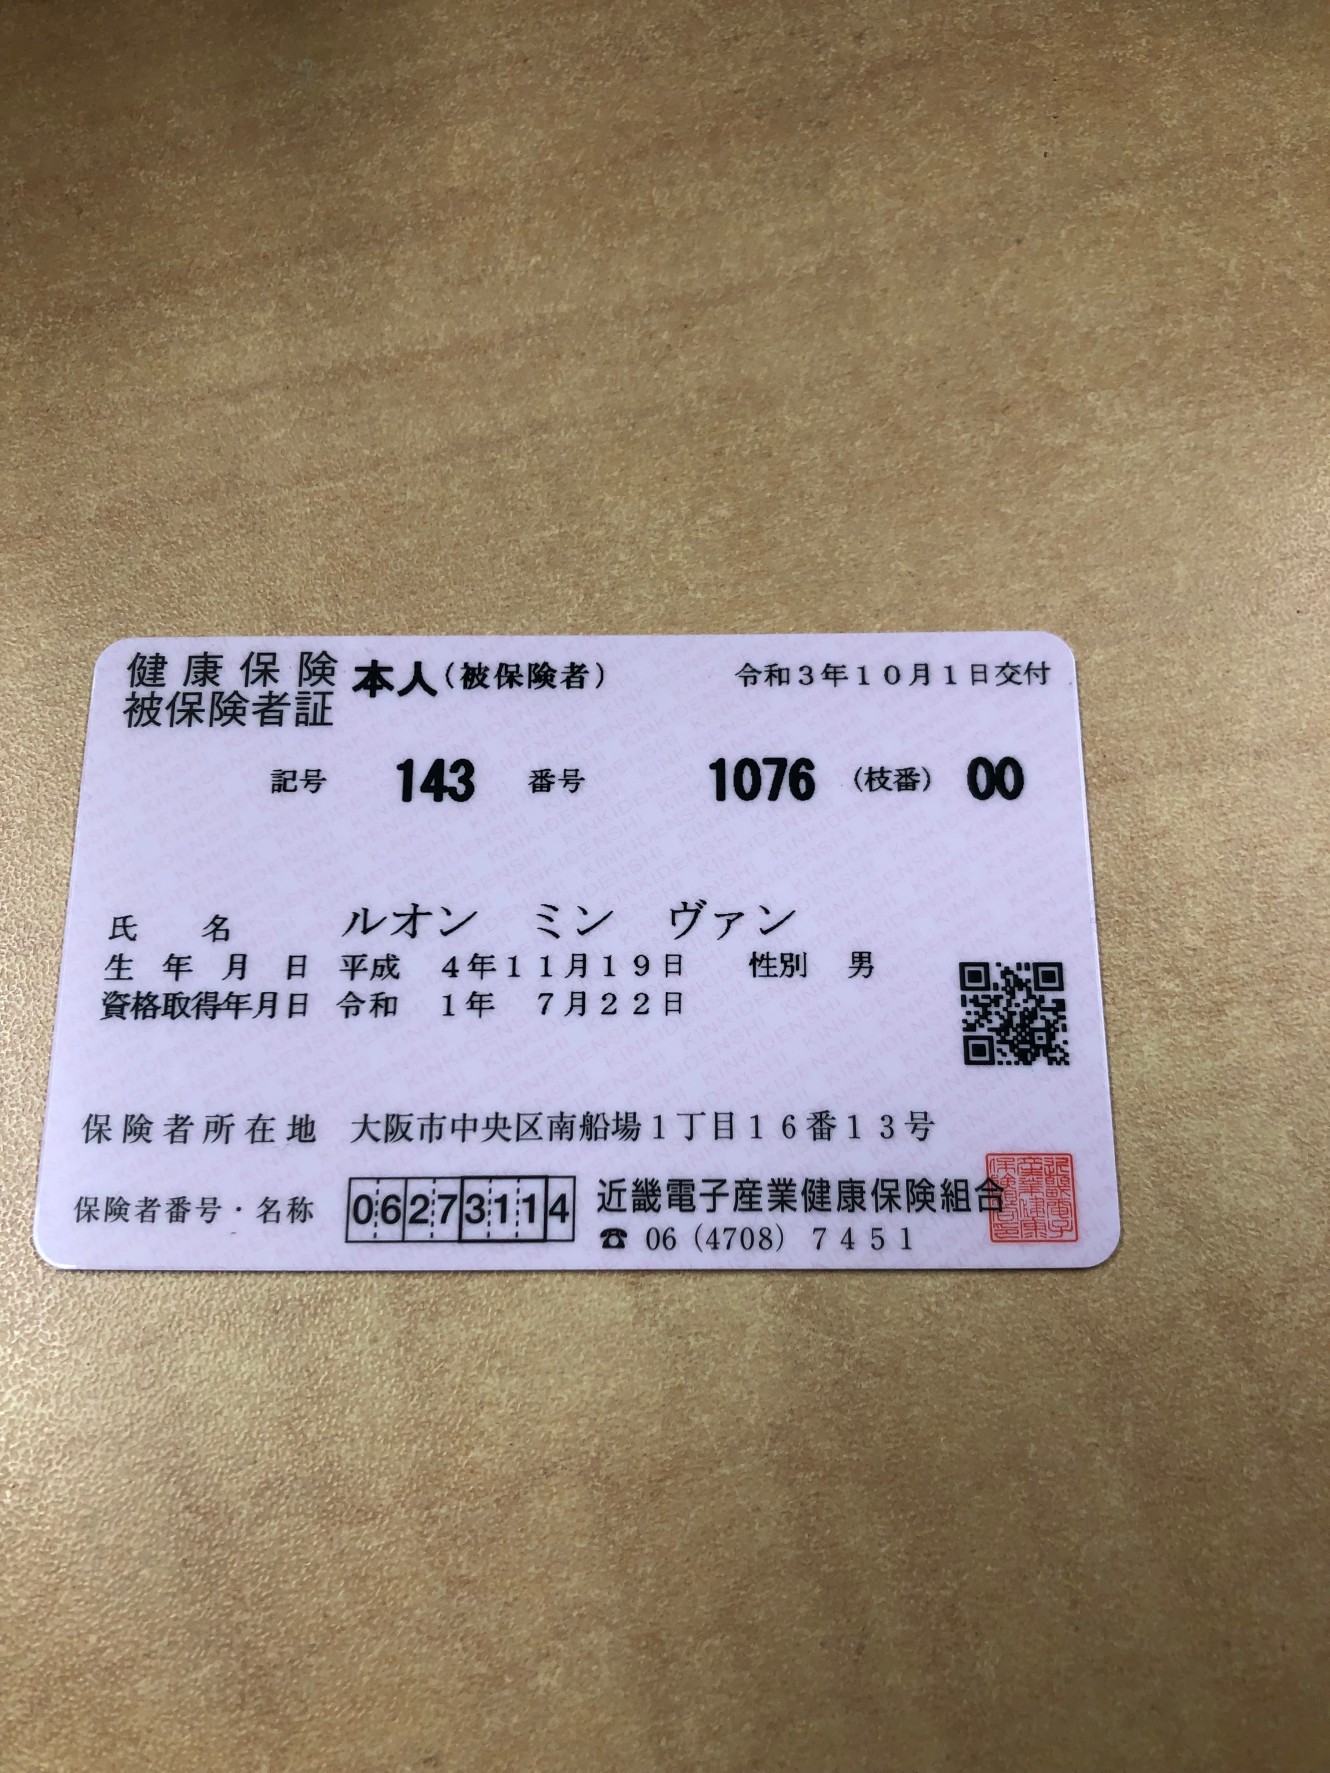 健康保険
被保険者証
本人(被保険者)
令和3年10月1日交付
記号 143 番号 1076 (枝番) 00
氏名 ルオン ミン ヴァン
生年月日 平成 4年11月19日 性別 男
資格取得年月日 令和 1年 7月22日
保険者所在地 大阪市中央区南船場1丁目16番13号
保険者番号・名称 06273114 近畿電子産業健康保険組合
☎ 06 (4708) 7451